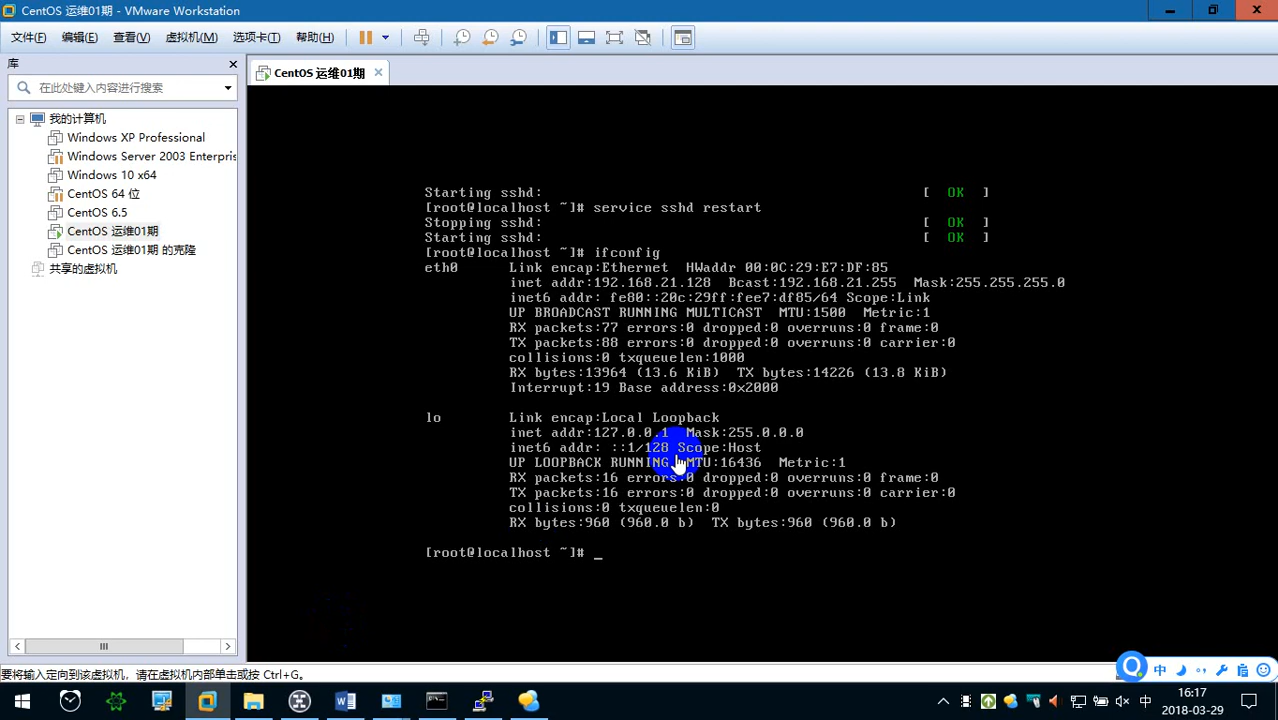 CentOS 运维01期 - VMware Workstation
文件(F) 编辑(E) 查看(V) 虚拟机(M) 选项卡(T) 帮助(H)
库
在此处键入内容进行搜索
我的计算机
Windows XP Professional
Windows Server 2003 Enterpris
Windows 10 x64
CentOS 64 位
CentOS 6.5
CentOS 运维01期
CentOS 运维01期 的克隆
共享的虚拟机
CentOS 运维01期
Starting sshd: [ OK ]
[root@localhost ~]# service sshd restart
Stopping sshd: [ OK ]
Starting sshd: [ OK ]
[root@localhost ~]# ifconfig
eth0 Link encap:Ethernet HWaddr 00:0C:29:E7:DF:85
inet addr:192.168.21.128 Bcast:192.168.21.255 Mask:255.255.255.0
inet6 addr: fe80::20c:29ff:fee7:df85/64 Scope:Link
UP BROADCAST RUNNING MULTICAST MTU:1500 Metric:1
RX packets:77 errors:0 dropped:0 overruns:0 frame:0
TX packets:88 errors:0 dropped:0 overruns:0 carrier:0
collisions:0 txqueuelen:1000
RX bytes:13964 (13.6 KiB) TX bytes:14226 (13.8 KiB)
Interrupt:19 Base address:0x2000
lo Link encap:Local Loopback
inet addr:127.0.0.1 Mask:255.0.0.0
inet6 addr: ::1/128 Scope:Host
UP LOOPBACK RUNNING MTU:16436 Metric:1
RX packets:16 errors:0 dropped:0 overruns:0 frame:0
TX packets:16 errors:0 dropped:0 overruns:0 carrier:0
collisions:0 txqueuelen:0
RX bytes:960 (960.0 b) TX bytes:960 (960.0 b)
[root@localhost ~]# _
要将输入定向到该虚拟机，请在虚拟机内部单击或按 Ctrl+G。
中
中
16:17
2018-03-29